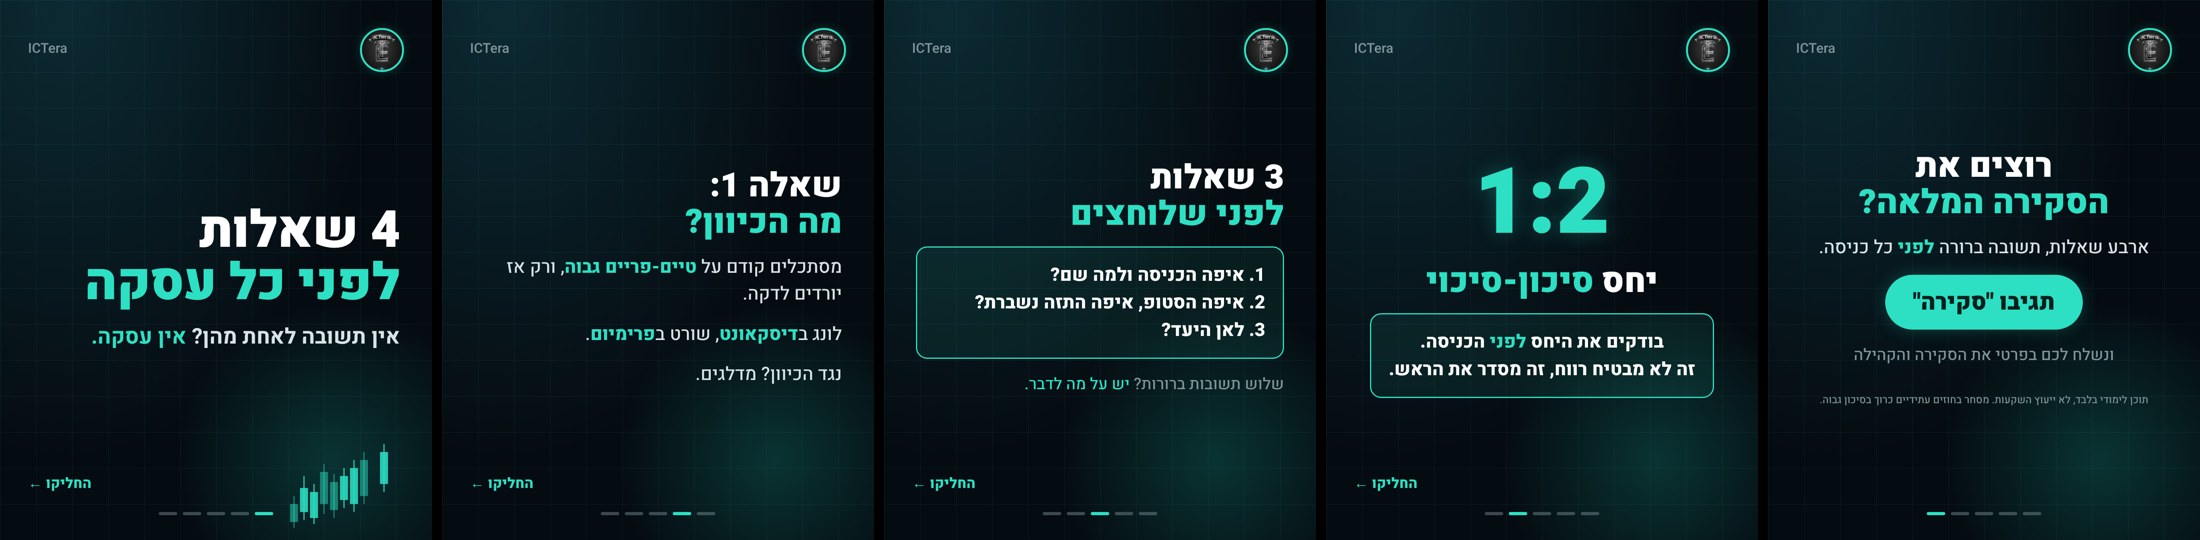 ICTera
4 שאלות
לפני כל עסקה
אין תשובה לאחת מהן? אין עסקה.
החליקו ←
ICTera
שאלה 1:
מה הכיוון?
מסתכלים קודם על טיים-פריים גבוה, ורק אז
יורדים לדקה.
לונג בדיסקאונט, שורט בפרימיום.
נגד הכיוון? מדלגים.
החליקו ←
ICTera
3 שאלות
לפני שלוחצים
1. איפה הכניסה ולמה שם?
2. איפה הסטופ, איפה התזה נשברת?
3. לאן היעד?
שלוש תשובות ברורות? יש על מה לדבר.
החליקו ←
ICTera
1:2
יחס סיכון-סיכוי
בודקים את היחס לפני הכניסה.
זה לא מבטיח רווח, זה מסדר את הראש.
החליקו ←
ICTera
רוצים את
הסקירה המלאה?
ארבע שאלות, תשובה ברורה לפני כל כניסה.
תגיבו "סקירה"
ונשלח לכם בפרטי את הסקירה והקהילה
תוכן לימודי בלבד, לא ייעוץ השקעות. מסחר בחוזים עתידיים כרוך בסיכון גבוה.